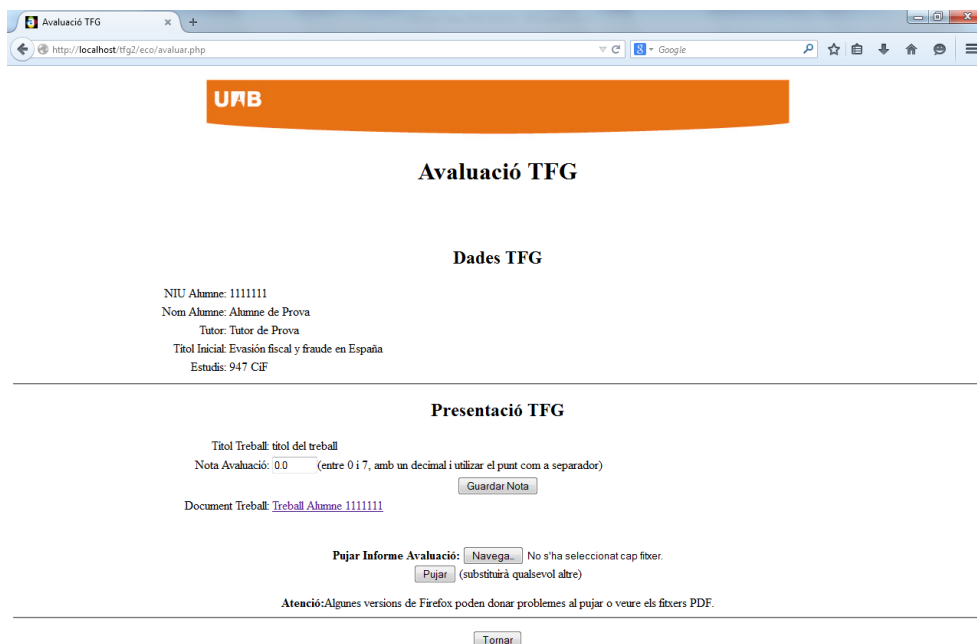 Avaluació TFG
http://localhost/tfg2/eco/avaluar.php
Google
UAB
Avaluació TFG
Dades TFG
NIU Alumne: 1111111
Nom Alumne: Alumne de Prova
Tutor: Tutor de Prova
Titol Inicial: Evasión fiscal y fraude en España
Estudis: 947 CiF
Presentació TFG
Titol Treball: titol del treball
Nota Avaluació: 0.0 (entre 0 i 7, amb un decimal i utilizar el punt com a separador)
Guardar Nota
Document Treball: Treball Alumne 1111111
Pujar Informe Avaluació: Navega... No s'ha seleccionat cap fitxer.
Pujar (substituirà qualsevol altre)
Atenció:Algunes versions de Firefox poden donar problemes al pujar o veure els fitxers PDF.
Tornar